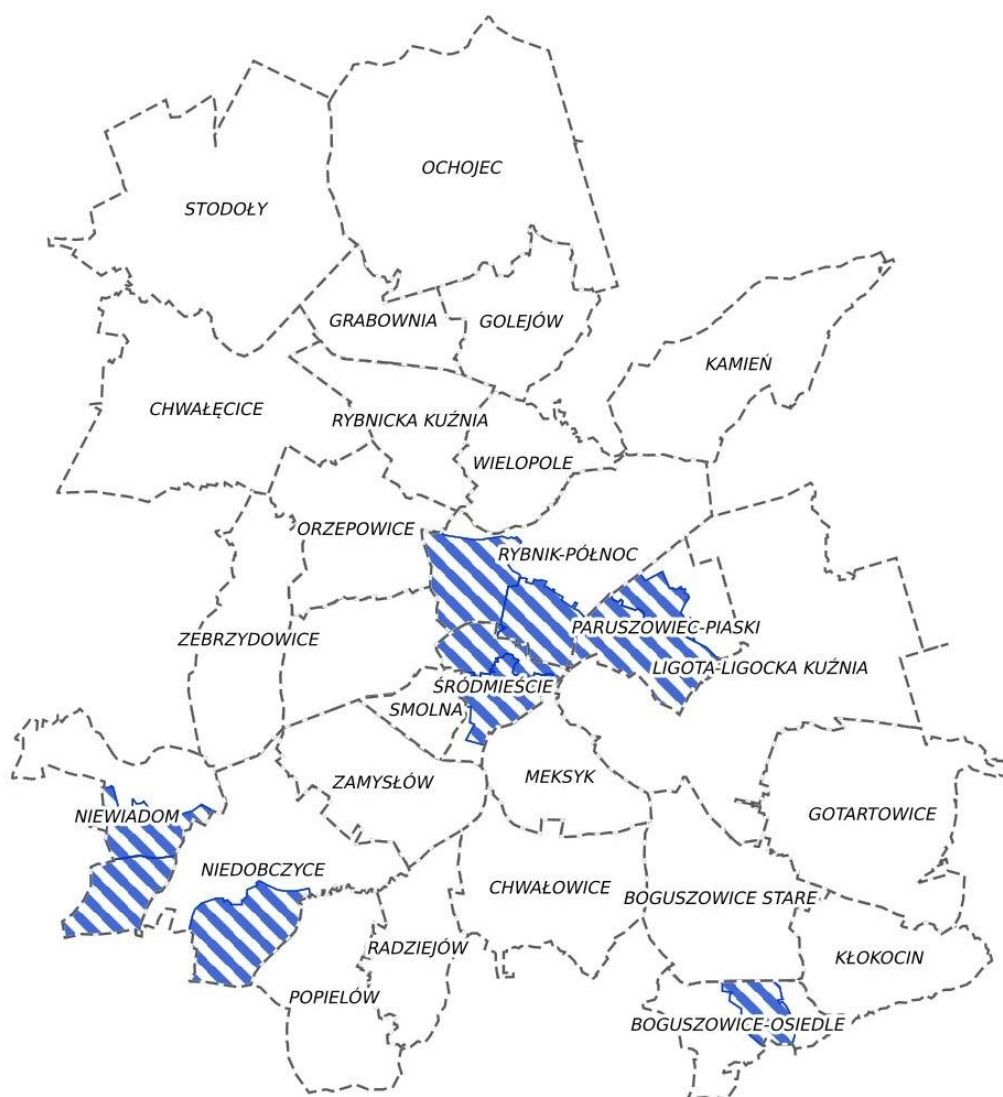 OCHOJEC
STODOŁY
GRABOWNIA
GOLEJÓW
KAMIEŃ
CHWAŁĘCICE
RYBNICKA KUŹNIA
WIELOPOLE
ORZEPOWICE
RYBNIK-PÓŁNOC
PARUSZOWIEC-PIASKI
ZEBRZYDOWICE
LIGOTA-LIGOCKA KUŹNIA
ŚRÓDMIEŚCIE
SMOLNA
ZAMYSŁÓW
MEKSYK
GOTARTOWICE
NIEWIADOM
NIEDOBCZYCE
CHWAŁOWICE
BOGUSZOWICE STARE
RADZIEJÓW
KŁOKOCIN
POPIELÓW
BOGUSZOWICE-OSIEDLE